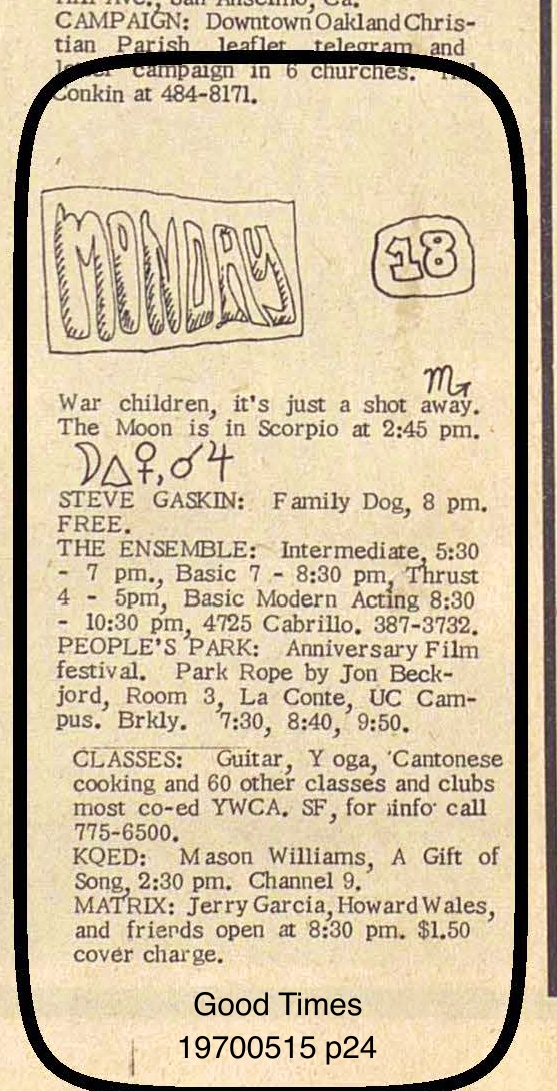 Ave., San Anselmo, Ca.
CAMPAIGN: Downtown Oakland Chris-
tian Parish leaflet, telegram and
letter campaign in 6 churches.
Conkin at 484-8171.
MONDAY
18
♏
War children, it's just a shot away.
The Moon is in Scorpio at 2:45 pm.
☽△♀,♂♃
STEVE GASKIN: Family Dog, 8 pm.
FREE.
THE ENSEMBLE: Intermediate, 5:30
- 7 pm., Basic 7 - 8:30 pm, Thrust
4 - 5pm, Basic Modern Acting 8:30
- 10:30 pm, 4725 Cabrillo. 387-3732.
PEOPLE'S PARK: Anniversary Film
festival. Park Rope by Jon Beck-
jord, Room 3, La Conte, UC Cam-
pus. Brkly. 7:30, 8:40, 9:50.
CLASSES: Guitar, Yoga, 'Cantonese
cooking and 60 other classes and clubs
most co-ed YWCA. SF, for info call
775-6500.
KQED: Mason Williams, A Gift of
Song, 2:30 pm. Channel 9.
MATRIX: Jerry Garcia, Howard Wales,
and friends open at 8:30 pm. $1.50
cover charge.
Good Times
19700515 p24